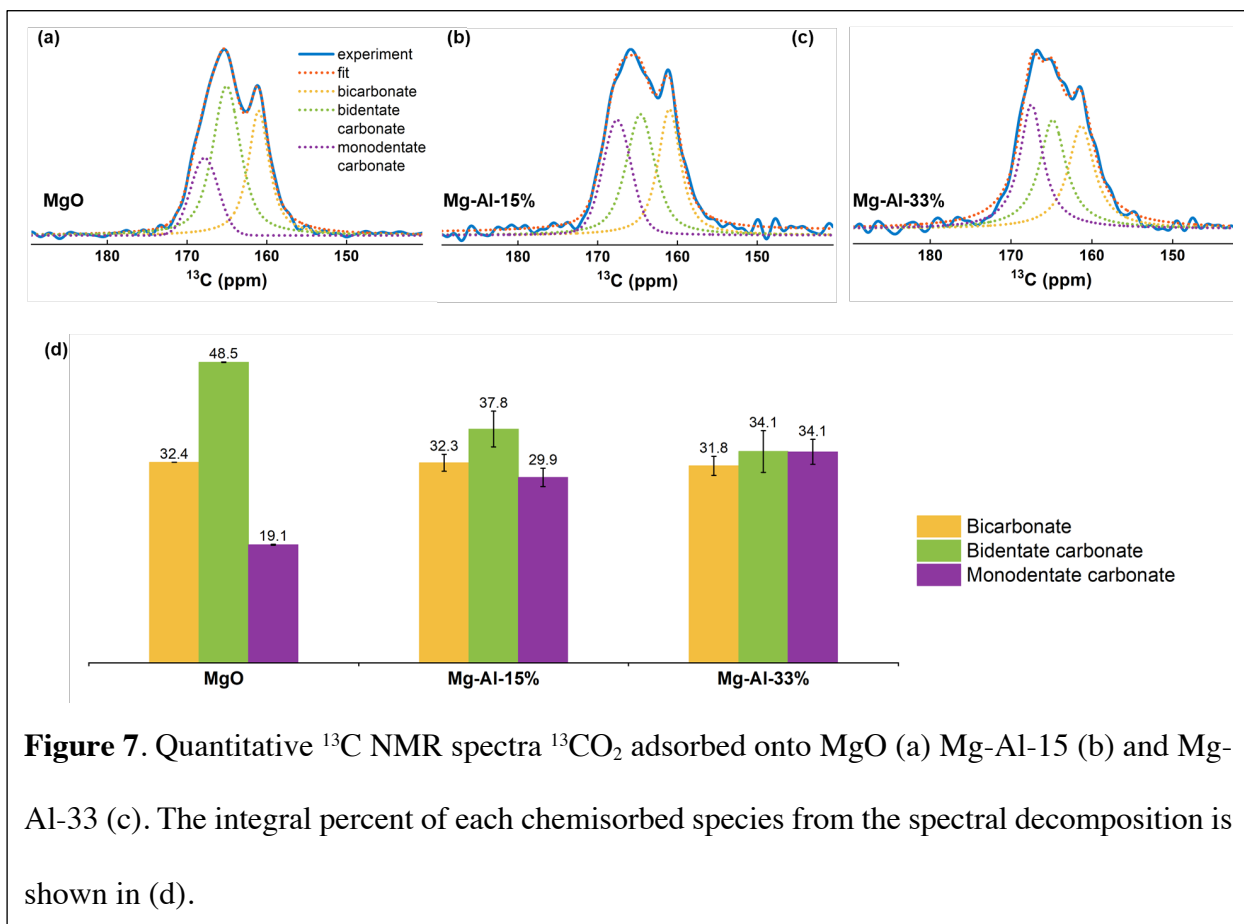 (a)
experiment
fit
bicarbonate
bidentate
carbonate
monodentate
carbonate
MgO
180 170 160 150
¹³C (ppm)
(b)
Mg-Al-15%
180 170 160 150
¹³C (ppm)
(c)
Mg-Al-33%
180 170 160 150
¹³C (ppm)
(d)
32.4 48.5 19.1
32.3 37.8 29.9
31.8 34.1 34.1
MgO Mg-Al-15% Mg-Al-33%
Bicarbonate
Bidentate carbonate
Monodentate carbonate
Figure 7. Quantitative ¹³C NMR spectra ¹³CO₂ adsorbed onto MgO (a) Mg-Al-15 (b) and Mg-
Al-33 (c). The integral percent of each chemisorbed species from the spectral decomposition is
shown in (d).